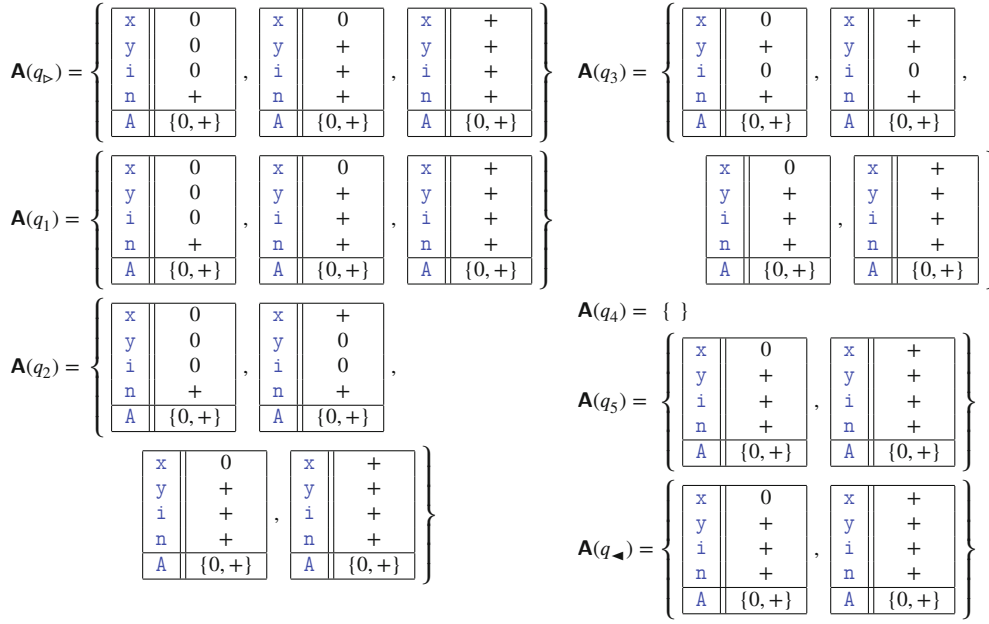 A(q▹) = { x 0 , x 0 , x + }
y 0 y + y +
i 0 i + i +
n + n + n +
A {0, +} A {0, +} A {0, +}
A(q1) = { x 0 , x 0 , x + }
y 0 y + y +
i 0 i + i +
n + n + n +
A {0, +} A {0, +} A {0, +}
A(q2) = { x 0 , x + ,
y 0 y 0
i 0 i 0
n + n +
A {0, +} A {0, +}
x 0 , x + }
y + y +
i + i +
n + n +
A {0, +} A {0, +}
A(q3) = { x 0 , x + ,
y + y +
i 0 i 0
n + n +
A {0, +} A {0, +}
x 0 , x + }
y + y +
i + i +
n + n +
A {0, +} A {0, +}
A(q4) = { }
A(q5) = { x 0 , x + }
y + y +
i + i +
n + n +
A {0, +} A {0, +}
A(q◂) = { x 0 , x + }
y + y +
i + i +
n + n +
A {0, +} A {0, +}